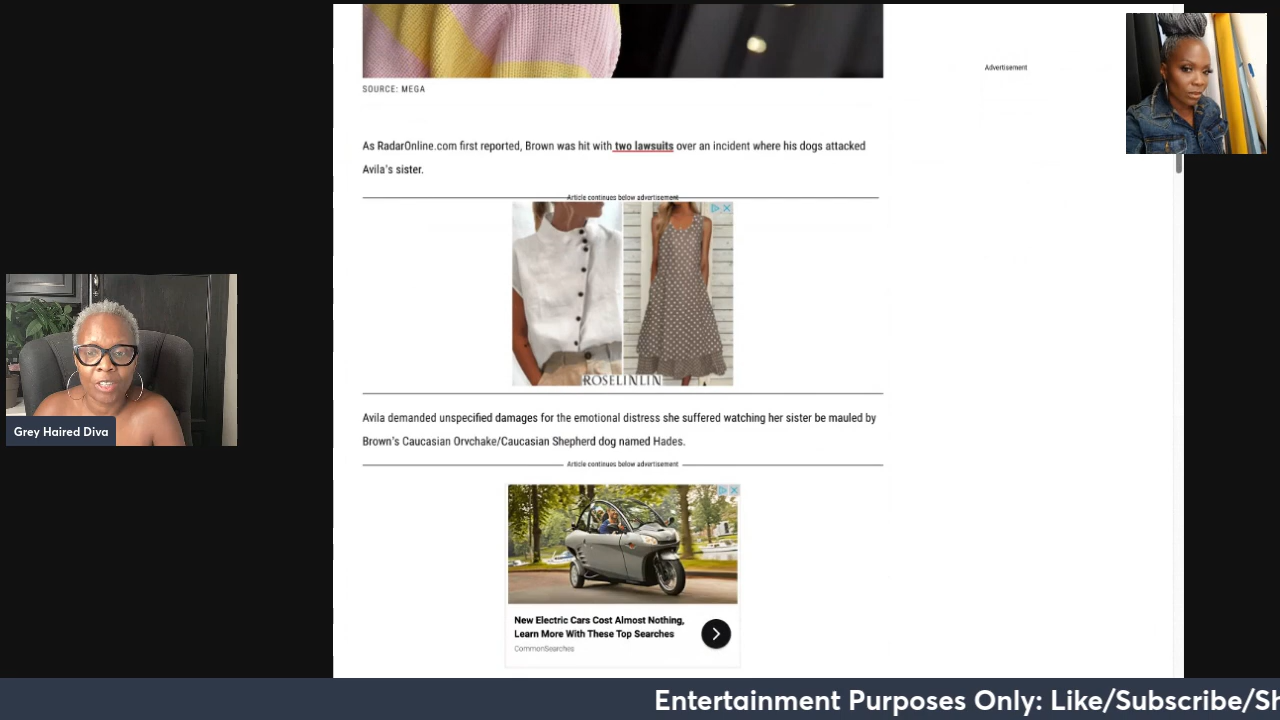 SOURCE: MEGA
Advertisement
As RadarOnline.com first reported, Brown was hit with two lawsuits over an incident where his dogs attacked
Avila's sister.
Article continues below advertisement
ROSELINLIN
Avila demanded unspecified damages for the emotional distress she suffered watching her sister be mauled by
Brown's Caucasian Orvchake/Caucasian Shepherd dog named Hades.
Article continues below advertisement
New Electric Cars Cost Almost Nothing,
Learn More With These Top Searches
CommonSearches
Grey Haired Diva
Entertainment Purposes Only: Like/Subscribe/Sh